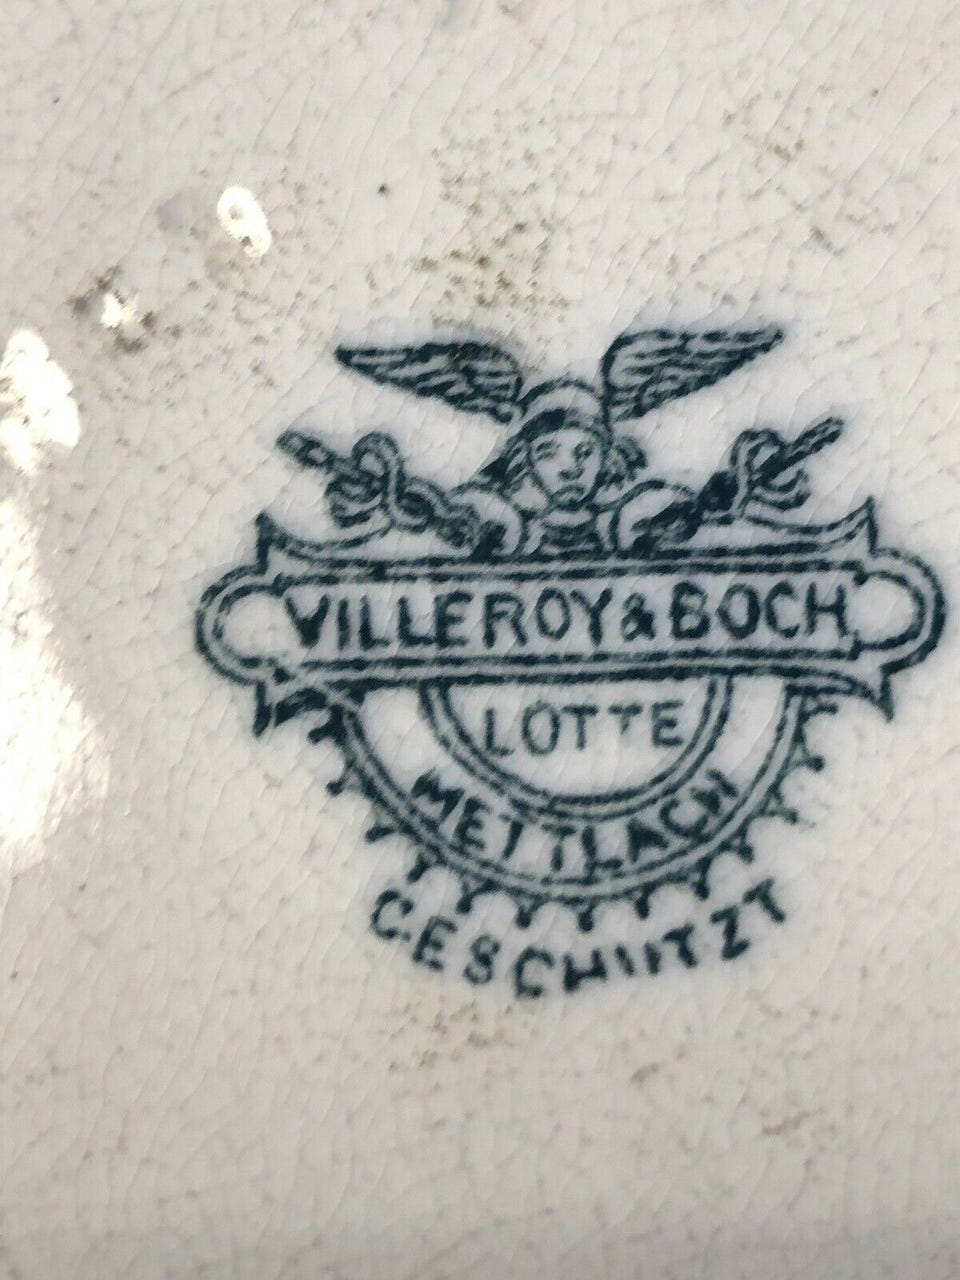 VILLEROY & BOCH
LOTTE
METTLACH
GESCHÜTZT